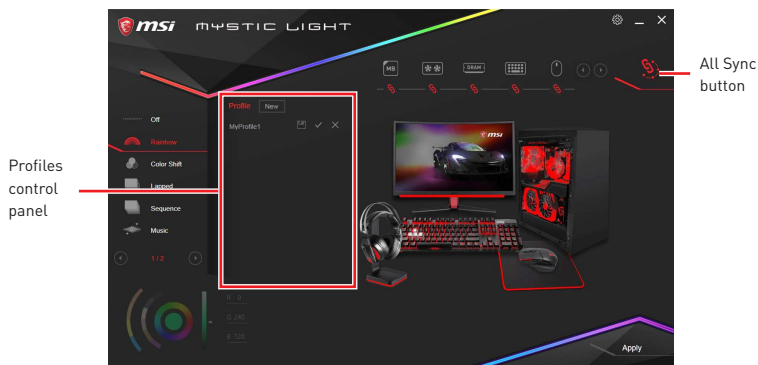 msi MYSTIC LIGHT
MB
DRAM
All Sync
button
Profile New
MyProfile1
Off
Rainbow
Color Shift
Lapped
Sequence
Music
1 / 2
Profiles
control
panel
msi
R 0
G 240
B 120
Apply